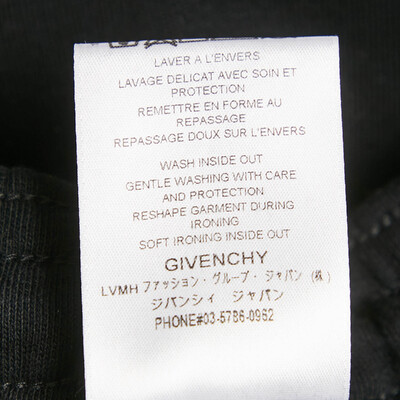 LAVER A L'ENVERS
LAVAGE DELICAT AVEC SOIN ET
PROTECTION
REMETTRE EN FORME AU
REPASSAGE
REPASSAGE DOUX SUR L'ENVERS
WASH INSIDE OUT
GENTLE WASHING WITH CARE
AND PROTECTION
RESHAPE GARMENT DURING
IRONING
SOFT IRONING INSIDE OUT
GIVENCHY
LVMH ファッション・グループ・ジャパン (株)
ジバンシィ ジャパン
PHONE#03-5786-0962